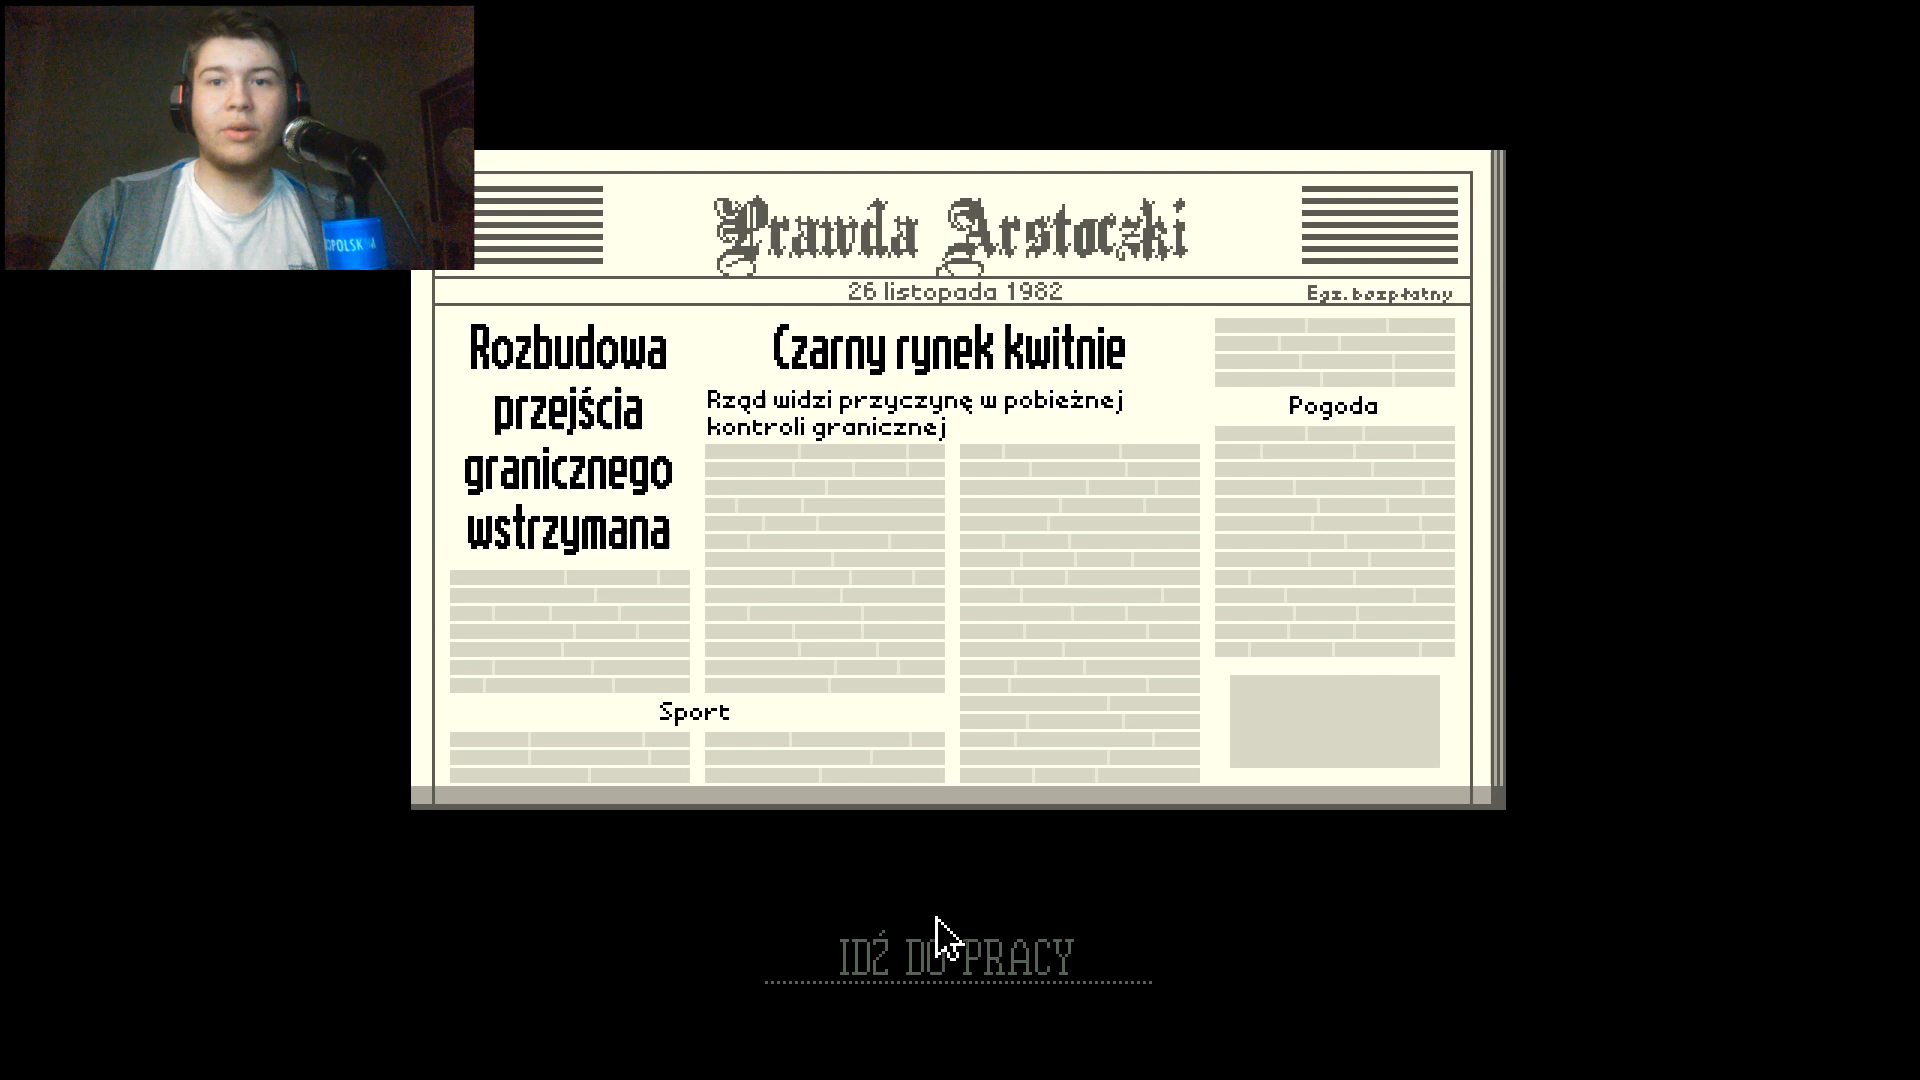 Prawda Arstoczki
26 listopada 1982
Egz. bezpłatny
Rozbudowa
przejścia
granicznego
wstrzymana
Czarny rynek kwitnie
Rząd widzi przyczynę w pobieżnej
kontroli granicznej
Pogoda
Sport
IDŹ DO PRACY